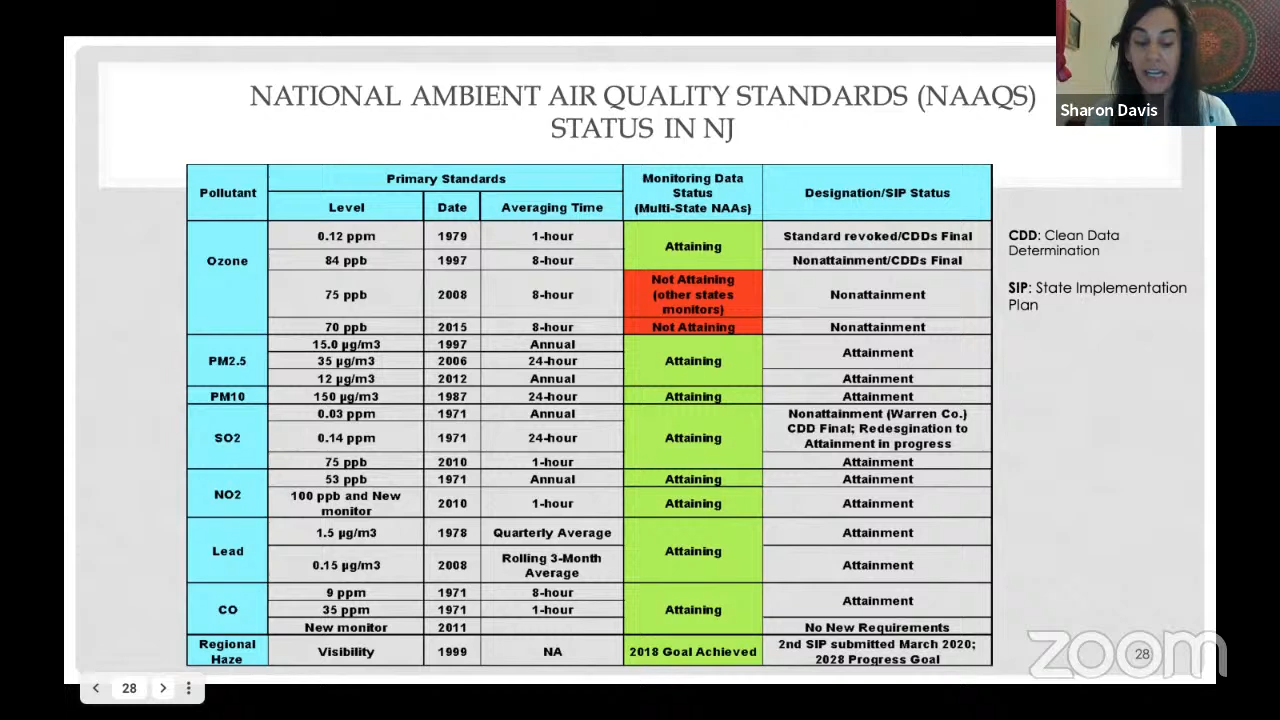 NATIONAL AMBIENT AIR QUALITY STANDARDS (NAAQS)
STATUS IN NJ
Sharon Davis
Pollutant
Primary Standards
Monitoring Data
Status
(Multi-State NAAs)
Designation/SIP Status
Level
Date
Averaging Time
Ozone
0.12 ppm
1979
1-hour
Attaining
Standard revoked/CDDs Final
84 ppb
1997
8-hour
Nonattainment/CDDs Final
75 ppb
2008
8-hour
Not Attaining
(other states
monitors)
Nonattainment
70 ppb
2015
8-hour
Not Attaining
Nonattainment
PM2.5
15.0 µg/m3
1997
Annual
Attaining
Attainment
35 µg/m3
2006
24-hour
12 µg/m3
2012
Annual
Attainment
PM10
150 µg/m3
1987
24-hour
Attaining
Attainment
SO2
0.03 ppm
1971
Annual
Attaining
Nonattainment (Warren Co.)
CDD Final; Redesgination to
Attainment in progress
0.14 ppm
1971
24-hour
75 ppb
2010
1-hour
Attainment
NO2
53 ppb
1971
Annual
Attaining
Attainment
100 ppb and New
monitor
2010
1-hour
Attaining
Attainment
Lead
1.5 µg/m3
1978
Quarterly Average
Attaining
Attainment
0.15 µg/m3
2008
Rolling 3-Month
Average
Attainment
CO
9 ppm
1971
8-hour
Attaining
Attainment
35 ppm
1971
1-hour
New monitor
2011
No New Requirements
Regional
Haze
Visibility
1999
NA
2018 Goal Achieved
2nd SIP submitted March 2020;
2028 Progress Goal
CDD: Clean Data
Determination
SIP: State Implementation
Plan
28
zoom
28